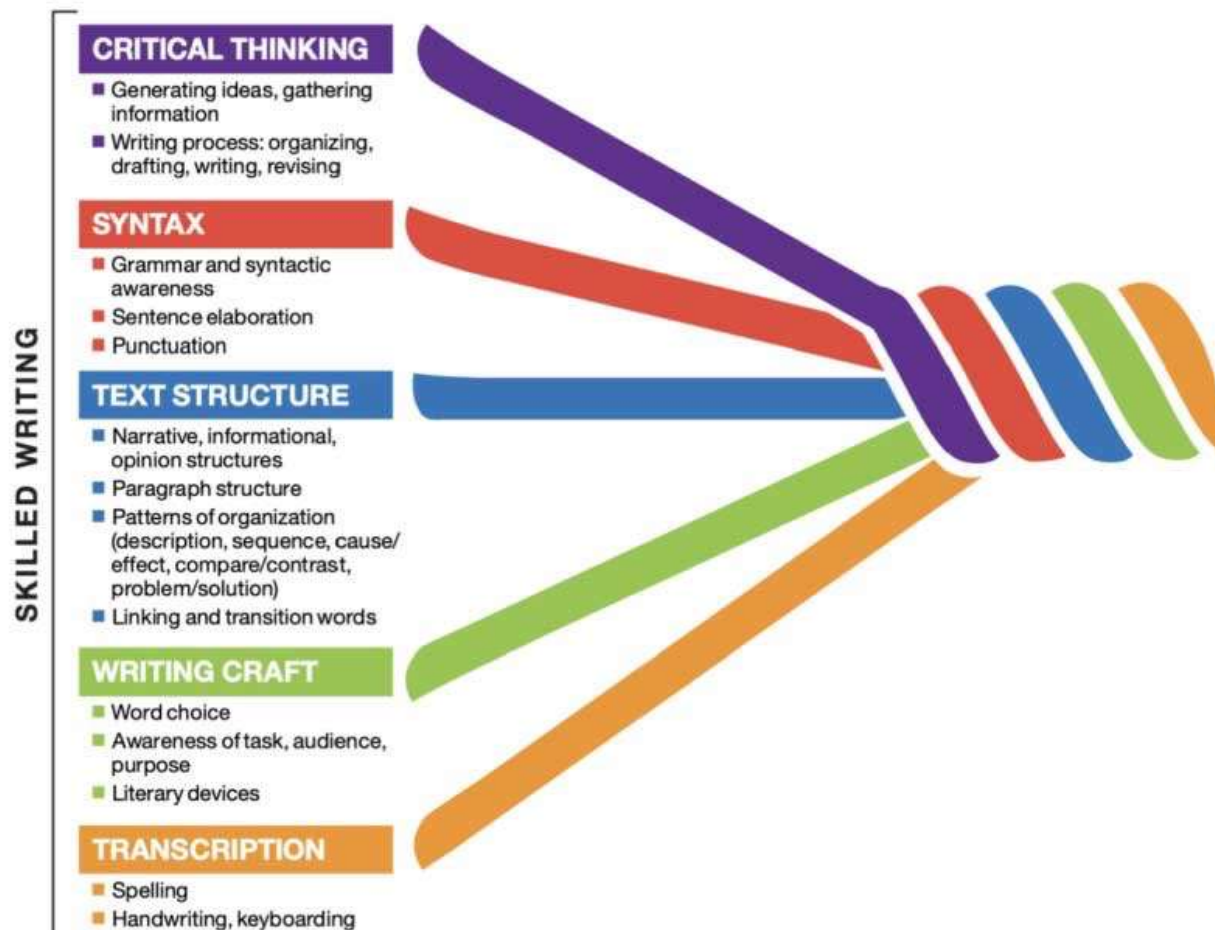 SKILLED WRITING
CRITICAL THINKING
Generating ideas, gathering
information
Writing process: organizing,
drafting, writing, revising
SYNTAX
Grammar and syntactic
awareness
Sentence elaboration
Punctuation
TEXT STRUCTURE
Narrative, informational,
opinion structures
Paragraph structure
Patterns of organization
(description, sequence, cause/
effect, compare/contrast,
problem/solution)
Linking and transition words
WRITING CRAFT
Word choice
Awareness of task, audience,
purpose
Literary devices
TRANSCRIPTION
Spelling
Handwriting, keyboarding